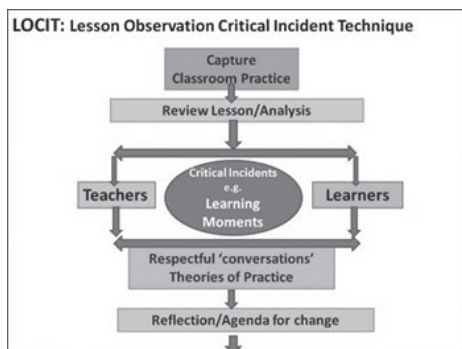 LOCIT: Lesson Observation Critical Incident Technique
Capture
Classroom Practice
Review Lesson/Analysis
Critical Incidents
e.g.
Learning
Moments
Teachers
Learners
Respectful ‘conversations’
Theories of Practice
Reflection/Agenda for change